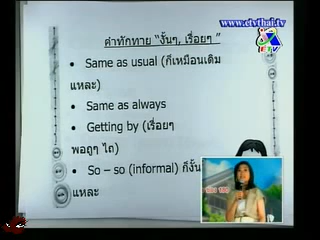 www.etvthai.tv
ETV
คำทักทาย "งั้นๆ, เรื่อยๆ "
• Same as usual (ก็เหมือนเดิม
แหละ)
• Same as always
• Getting by (เรื่อยๆ
พอถูๆ ไถ)
• So – so (informal) ก็งั้น
แหละ